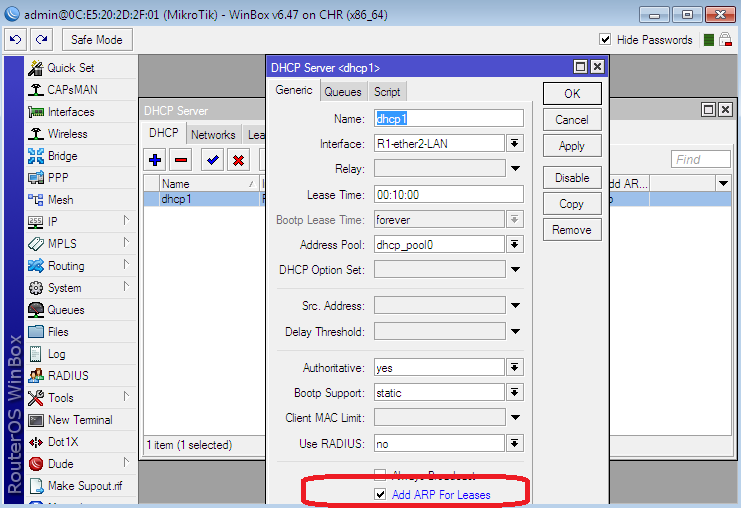 admin@0C:E5:20:2D:2F:01 (MikroTik) - WinBox v6.47 on CHR (x86_64)
Safe Mode
Hide Passwords
RouterOS WinBox
Quick Set
CAPsMAN
Interfaces
Wireless
Bridge
PPP
Mesh
IP
MPLS
Routing
System
Queues
Files
Log
RADIUS
Tools
New Terminal
Dot1X
Dude
Make Supout.rif
DHCP Server
DHCP
Networks
Find
Name
dhcp1
1 item (1 selected)
DHCP Server <dhcp1>
Generic
Queues
Script
Name: dhcp1
Interface: R1-ether2-LAN
Relay:
Lease Time: 00:10:00
Bootp Lease Time: forever
Address Pool: dhcp_pool0
DHCP Option Set:
Src. Address:
Delay Threshold:
Authoritative: yes
Bootp Support: static
Client MAC Limit:
Use RADIUS: no
Always Broadcast
Add ARP For Leases
OK
Cancel
Apply
Disable
Copy
Remove